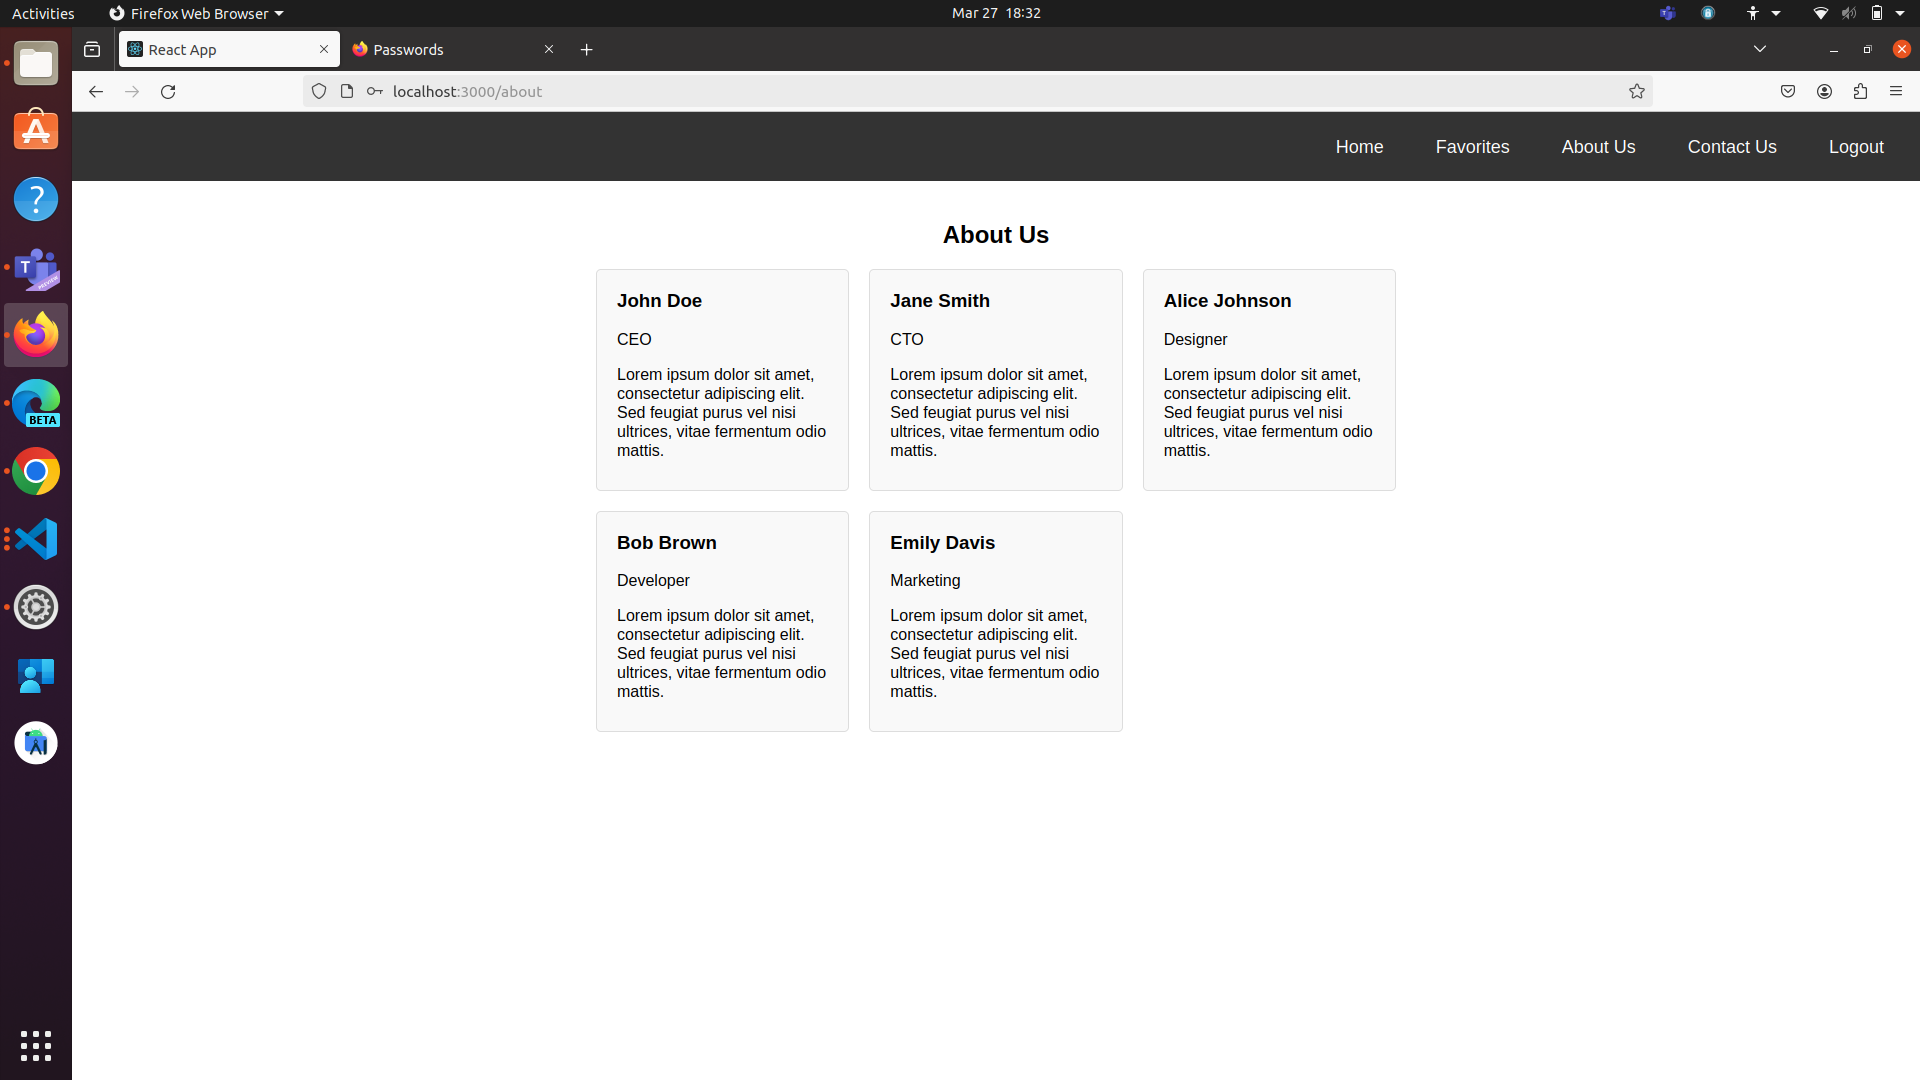 Activities
Firefox Web Browser
Mar 27 18:32
React App
Passwords
localhost:3000/about
Home
Favorites
About Us
Contact Us
Logout
About Us
John Doe
CEO
Lorem ipsum dolor sit amet,
consectetur adipiscing elit.
Sed feugiat purus vel nisi
ultrices, vitae fermentum odio
mattis.
Jane Smith
CTO
Lorem ipsum dolor sit amet,
consectetur adipiscing elit.
Sed feugiat purus vel nisi
ultrices, vitae fermentum odio
mattis.
Alice Johnson
Designer
Lorem ipsum dolor sit amet,
consectetur adipiscing elit.
Sed feugiat purus vel nisi
ultrices, vitae fermentum odio
mattis.
Bob Brown
Developer
Lorem ipsum dolor sit amet,
consectetur adipiscing elit.
Sed feugiat purus vel nisi
ultrices, vitae fermentum odio
mattis.
Emily Davis
Marketing
Lorem ipsum dolor sit amet,
consectetur adipiscing elit.
Sed feugiat purus vel nisi
ultrices, vitae fermentum odio
mattis.
T
PREVIEW
BETA